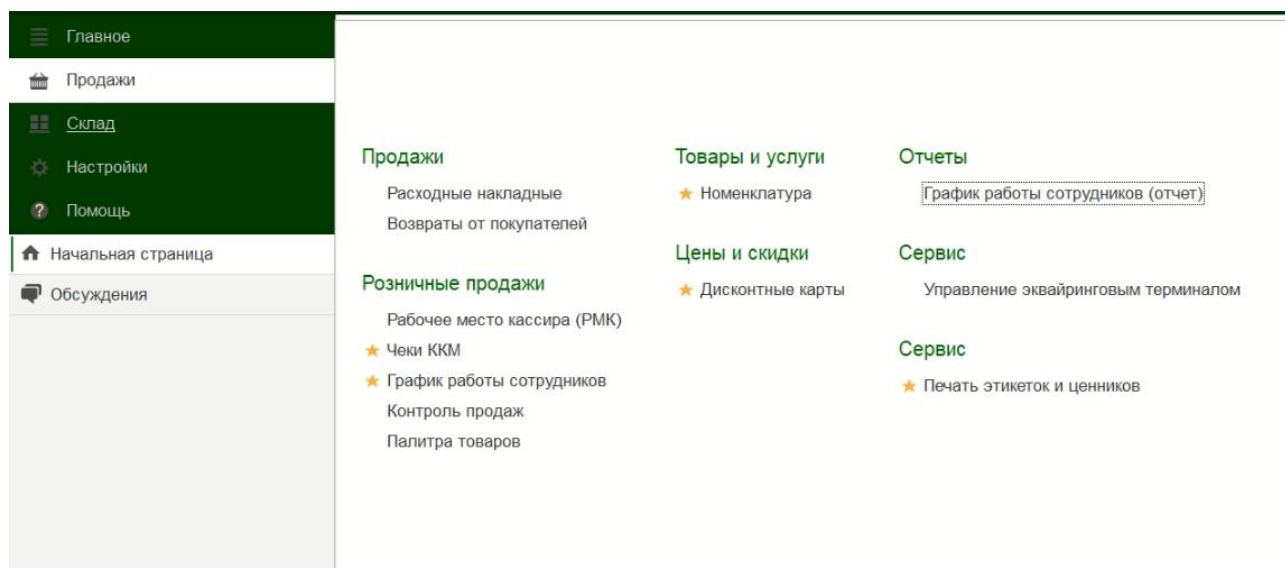 Главное
Продажи
Склад
Настройки
Помощь
Начальная страница
Обсуждения
Продажи
Расходные накладные
Возвраты от покупателей
Розничные продажи
Рабочее место кассира (РМК)
Чеки ККМ
График работы сотрудников
Контроль продаж
Палитра товаров
Товары и услуги
Номенклатура
Цены и скидки
Дисконтные карты
Отчеты
График работы сотрудников (отчет)
Сервис
Управление эквайринговым терминалом
Сервис
Печать этикеток и ценников